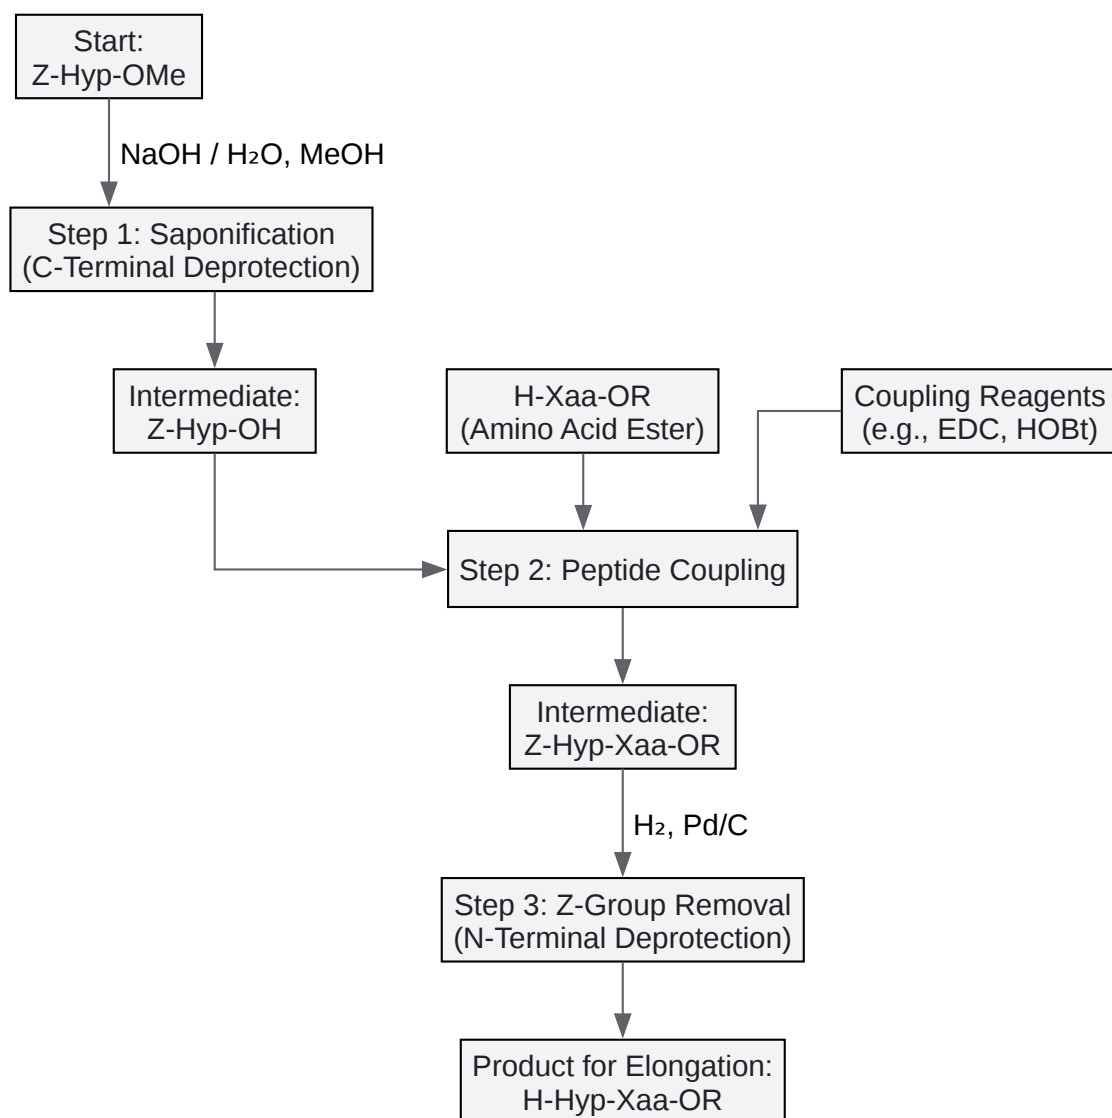 Start:
Z-Hyp-OMe
NaOH / H₂O, MeOH
Step 1: Saponification
(C-Terminal Deprotection)
Intermediate:
Z-Hyp-OH
H-Xaa-OR
(Amino Acid Ester)
Coupling Reagents
(e.g., EDC, HOBt)
Step 2: Peptide Coupling
Intermediate:
Z-Hyp-Xaa-OR
H₂, Pd/C
Step 3: Z-Group Removal
(N-Terminal Deprotection)
Product for Elongation:
H-Hyp-Xaa-OR